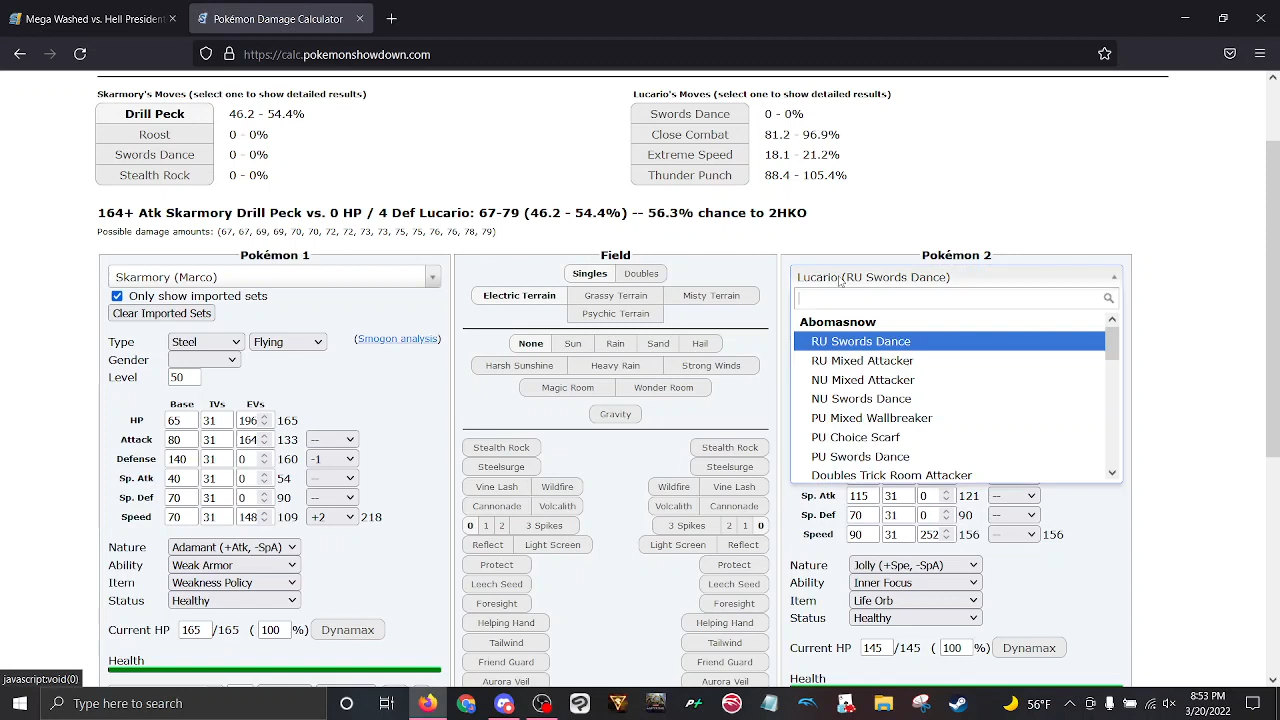 Mega Washed vs. Hell President
Pokémon Damage Calculator
https://calc.pokemonshowdown.com
Skarmory's Moves (select one to show detailed results)
Lucario's Moves (select one to show detailed results)
Drill Peck 46.2 - 54.4%
Swords Dance 0 - 0%
Roost 0 - 0%
Close Combat 81.2 - 96.9%
Swords Dance 0 - 0%
Extreme Speed 18.1 - 21.2%
Stealth Rock 0 - 0%
Thunder Punch 88.4 - 105.4%
164+ Atk Skarmory Drill Peck vs. 0 HP / 4 Def Lucario: 67-79 (46.2 - 54.4%) -- 56.3% chance to 2HKO
Possible damage amounts: (67, 67, 69, 69, 70, 70, 72, 72, 73, 73, 75, 75, 76, 76, 78, 79)
Pokémon 1
Skarmory (Marco)
Only show imported sets
Clear Imported Sets
Type Steel Flying (Smogon analysis)
Gender
Level 50
Base IVs EVs
HP 65 31 196 165
Attack 80 31 164 133 --
Defense 140 31 0 160 -1
Sp. Atk 40 31 0 54 --
Sp. Def 70 31 0 90 --
Speed 70 31 148 109 +2 218
Nature Adamant (+Atk, -SpA)
Ability Weak Armor
Item Weakness Policy
Status Healthy
Current HP 165 /165 ( 100 %) Dynamax
Health
Field
Singles Doubles
Electric Terrain Grassy Terrain Misty Terrain
Psychic Terrain
None Sun Rain Sand Hail
Harsh Sunshine Heavy Rain Strong Winds
Magic Room Wonder Room
Gravity
Stealth Rock Stealth Rock
Steelsurge Steelsurge
Vine Lash Wildfire Wildfire Vine Lash
Cannonade Volcalith Volcalith Cannonade
0 1 2 3 Spikes 3 Spikes 2 1 0
Reflect Light Screen Light Screen Reflect
Protect Protect
Leech Seed Leech Seed
Foresight Foresight
Helping Hand Helping Hand
Tailwind Tailwind
Friend Guard Friend Guard
Aurora Veil Aurora Veil
Pokémon 2
Lucario (RU Swords Dance)
Abomasnow
RU Swords Dance
RU Mixed Attacker
NU Mixed Attacker
NU Swords Dance
PU Mixed Wallbreaker
PU Choice Scarf
PU Swords Dance
Doubles Trick Room Attacker
Sp. Atk 115 31 0 121 --
Sp. Def 70 31 0 90 --
Speed 90 31 252 156 -- 156
Nature Jolly (+Spe, -SpA)
Ability Inner Focus
Item Life Orb
Status Healthy
Current HP 145 /145 ( 100 %) Dynamax
Health
javascript:void(0)
Type here to search
56°F
8:53 PM
3/20/2022